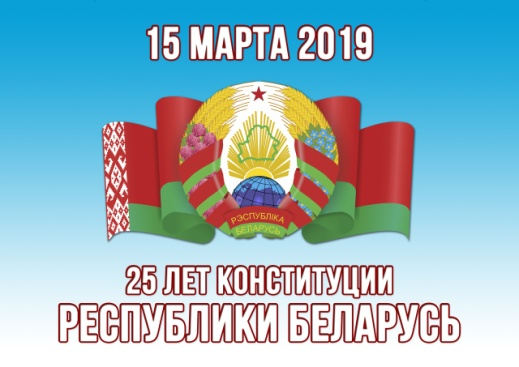 15 МАРТА 2019
РЭСПУБЛІКА
БЕЛАРУСЬ
25 ЛЕТ КОНСТИТУЦИИ
РЕСПУБЛИКИ БЕЛАРУСЬ